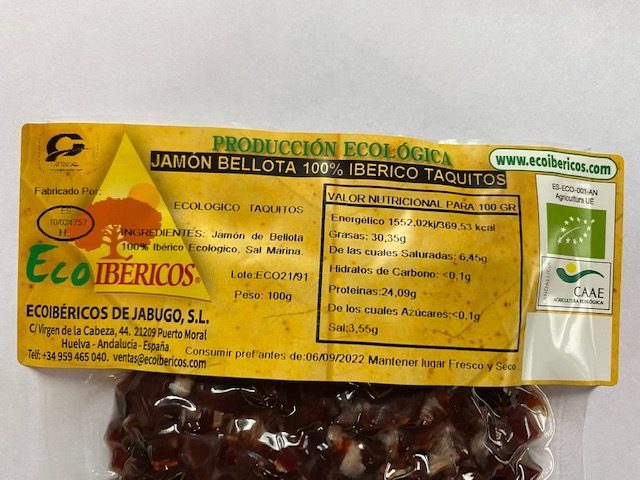 PRODUCCIÓN ECOLÓGICA
JAMÓN BELLOTA 100% IBERICO TAQUITOS
www.ecoibericos.com
Fabricado Por:
ES
10/024757
H
EcoIBÉRICOS®
ECOIBÉRICOS DE JABUGO, S.L.
C/Virgen de la Cabeza, 44. 21209 Puerto Moral
Huelva - Andalucía - España
Telf: +34 959 465 040. ventas@ecoibericos.com
ECOLOGICO TAQUITOS
INGREDIENTES: Jamón de Bellota
100% Ibérico Ecologico, Sal Marina.
Lote:ECO21/91
Peso: 100g
Consumir pref antes de:06/09/2022 Mantener lugar Fresco y Seco
VALOR NUTRICIONAL PARA 100 GR
Energético 1552,02kj/369,53 kcal
Grasas: 30,35g
De las cuales Saturadas: 6,45g
Hidratos de Carbono: <0,1g
Proteinas:24,09g
De los cuales Azúcares:<0,1g
Sal:3,55g
ES-ECO-001-AN
Agricultura UE
ANDALUCÍA
CAAE
AGRICULTURA ECOLÓGICA